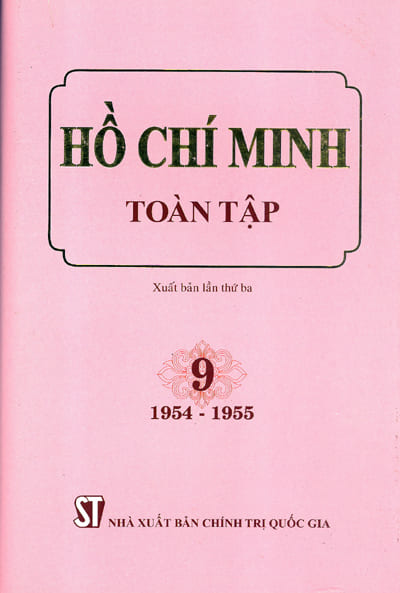 HỒ CHÍ MINH
TOÀN TẬP
Xuất bản lần thứ ba
9
1954 - 1955
ST
NHÀ XUẤT BẢN CHÍNH TRỊ QUỐC GIA